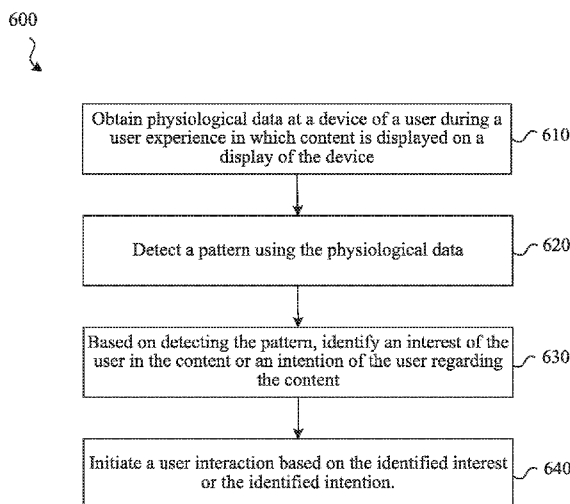 600
Obtain physiological data at a device of a user during a
user experience in which content is displayed on a
display of the device
610
Detect a pattern using the physiological data
620
Based on detecting the pattern, identify an interest of the
user in the content or an intention of the user regarding
the content
630
Initiate a user interaction based on the identified interest
or the identified intention.
640